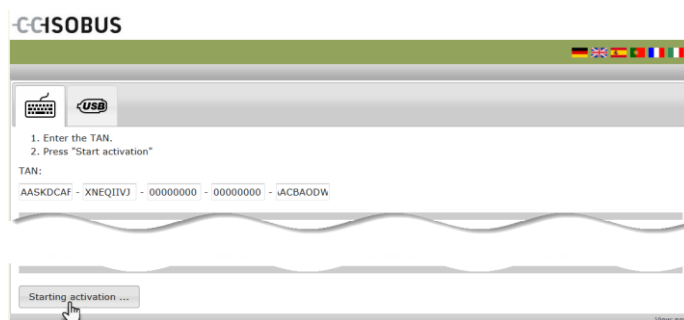 CCISOBUS
USB
1. Enter the TAN.
2. Press "Start activation"
TAN:
AASKDCAF - XNEQIIVJ - 00000000 - 00000000 - ACBAODW
Starting activation ...